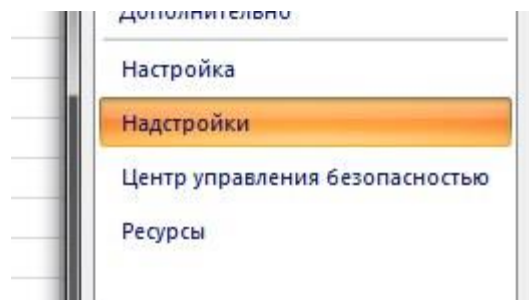 Дополнительно
Настройка
Надстройки
Центр управления безопасностью
Ресурсы